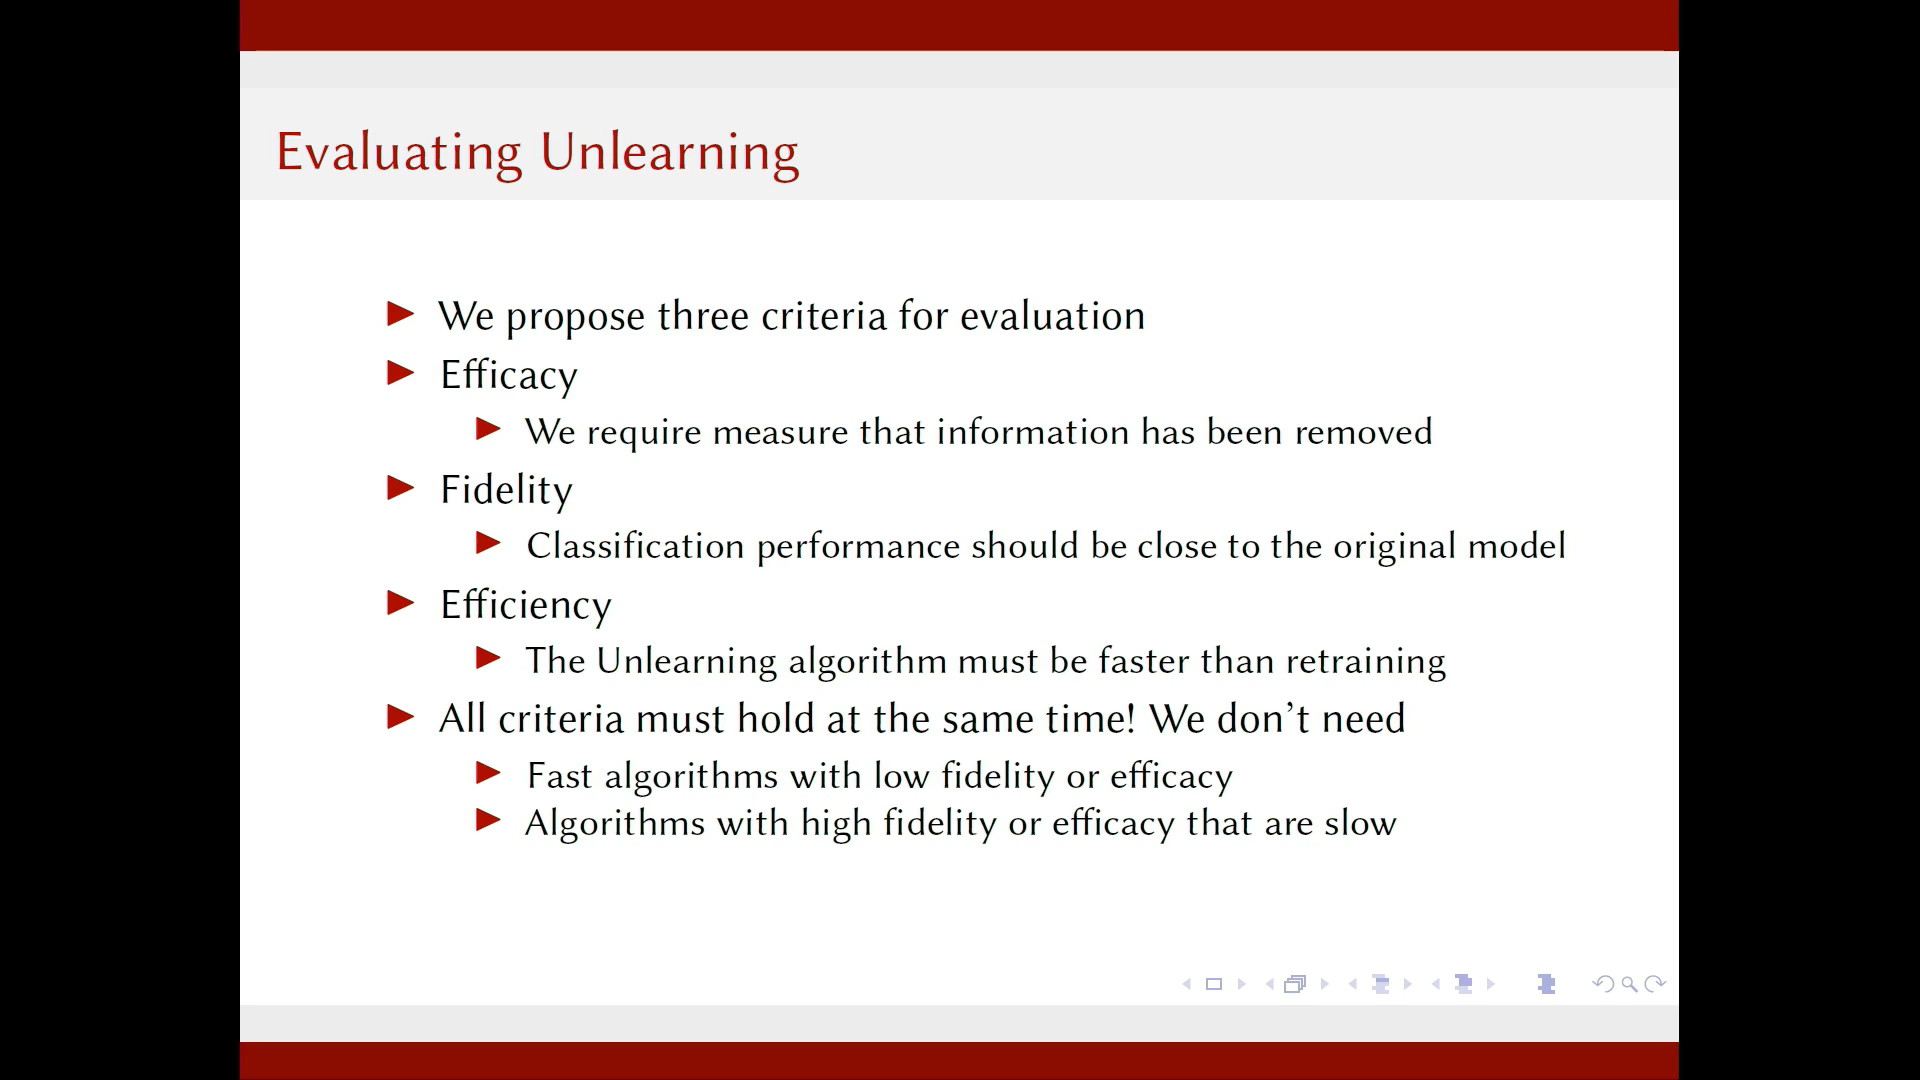 Evaluating Unlearning
We propose three criteria for evaluation
Efficacy
We require measure that information has been removed
Fidelity
Classification performance should be close to the original model
Efficiency
The Unlearning algorithm must be faster than retraining
All criteria must hold at the same time! We don’t need
Fast algorithms with low fidelity or efficacy
Algorithms with high fidelity or efficacy that are slow